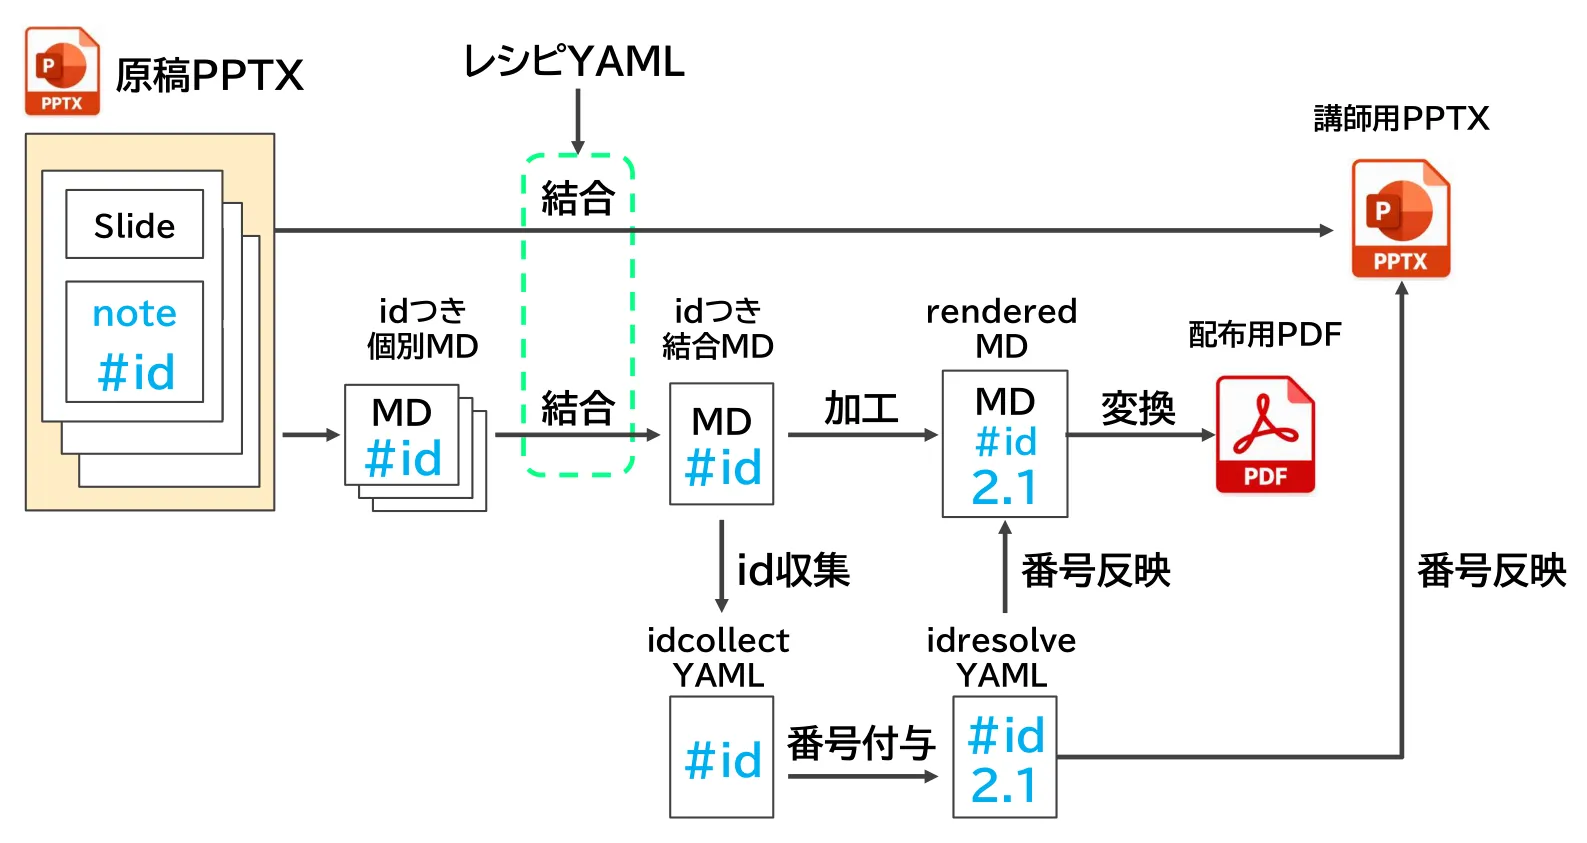 P
PPTX
原稿PPTX
レシピYAML
講師用PPTX
P
PPTX
結合
Slide
note
#id
idつき
個別MD
MD
#id
結合
idつき
結合MD
MD
#id
加工
rendered
MD
MD
#id
2.1
変換
配布用PDF
PDF
id収集
番号反映
番号反映
idcollect
YAML
#id
番号付与
idresolve
YAML
#id
2.1